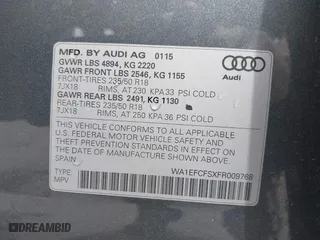 MFD. BY AUDI AG 0115
GVWR LBS 4894, KG 2220
GAWR FRONT LBS 2546, KG 1155
FRONT-TIRES 235/50 R18
7JX18 RIMS, AT 230 KPA 33 PSI COLD
GAWR REAR LBS 2491, KG 1130
REAR-TIRES 235/50 R18
7JX18 RIMS, AT 250 KPA 36 PSI COLD
THIS VEHICLE CONFORMS TO ALL APPLICABLE
U.S. FEDERAL MOTOR VEHICLE SAFETY AND
THEFT PREVENTION STANDARDS IN EFFECT ON
THE DATE OF MANUFACTURE SHOWN ABOVE.
SPAIN
TYPE: WA1EFCFSXFR009768
MPV
Audi
DREAMBID